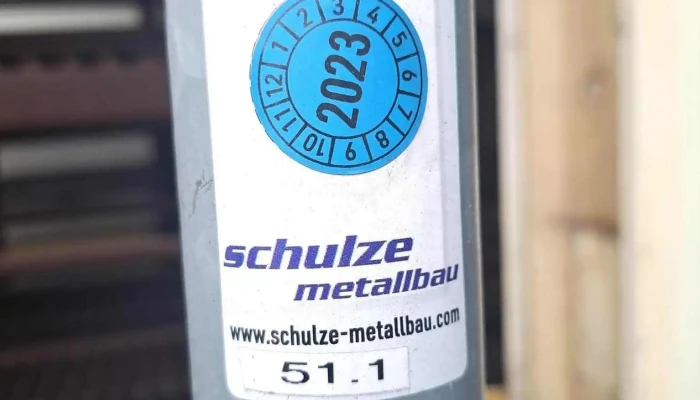 1 2 3 4 5 6 7 8 9 10 11 12
2023
schulze
metallbau
www.schulze-metallbau.com
51.1